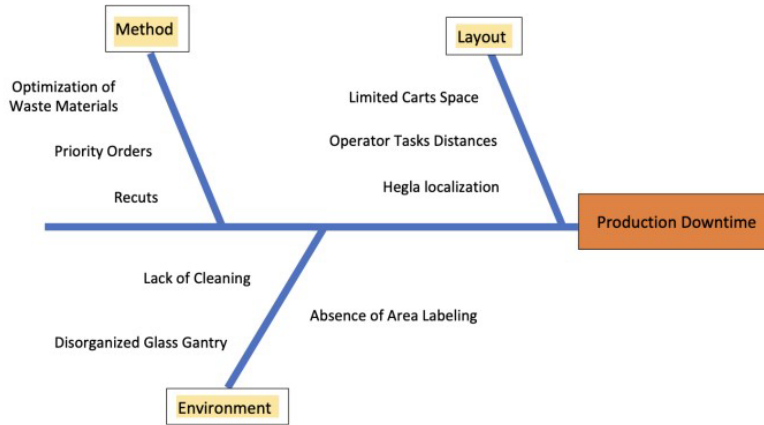 Method
Layout
Optimization of
Waste Materials
Limited Carts Space
Priority Orders
Operator Tasks Distances
Recuts
Hegla localization
Production Downtime
Lack of Cleaning
Absence of Area Labeling
Disorganized Glass Gantry
Environment